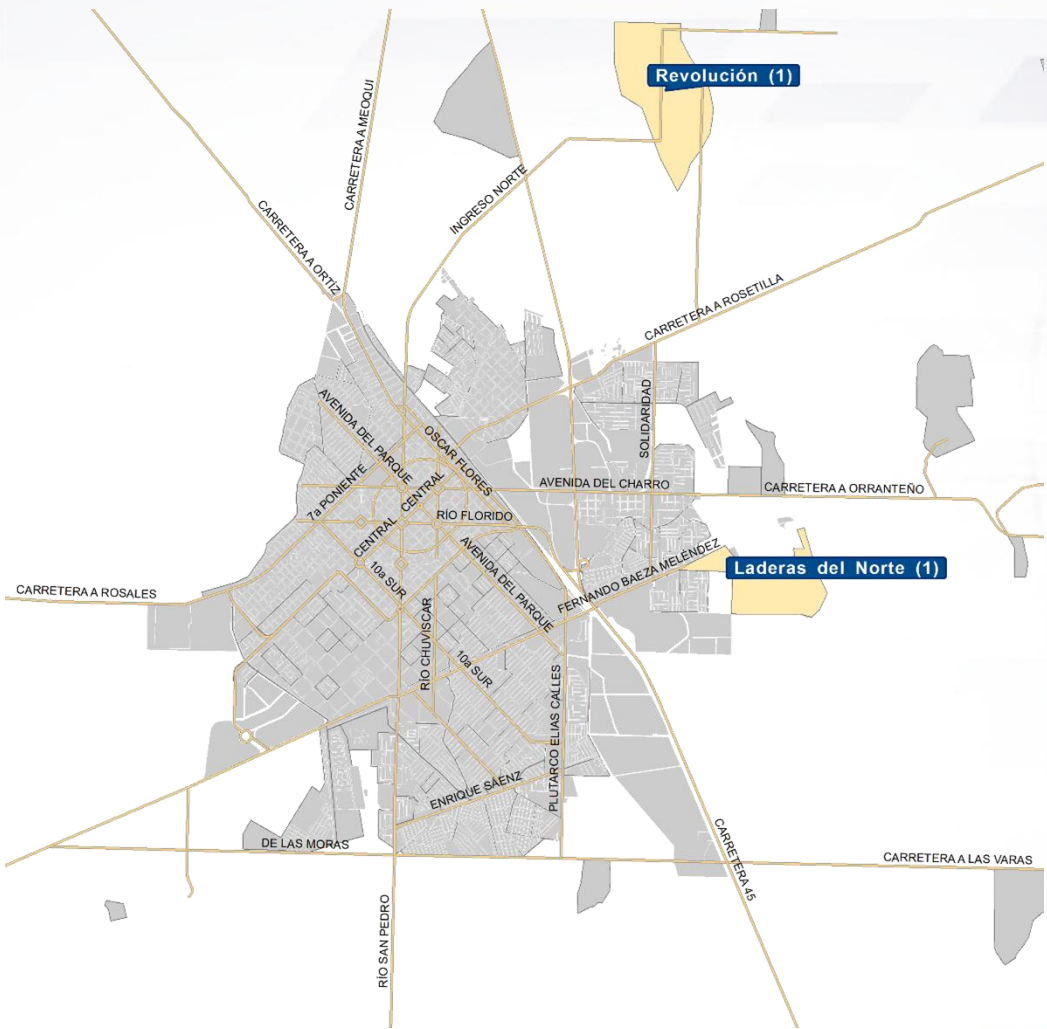 Revolución (1)
CARRETERA A MEOQUI
INGRESO NORTE
CARRETERA A ORTÍZ
CARRETERA A ROSETILLA
AVENIDA DEL PARQUE
OSCAR FLORES
SOLIDARIDAD
7a PONIENTE
CENTRAL
AVENIDA DEL CHARRO
CARRETERA A ORRANTEÑO
RÍO FLORIDO
CENTRAL
AVENIDA DEL PARQUE
FERNANDO BAEZA MELÉNDEZ
Laderas del Norte (1)
10a SUR
CARRETERA A ROSALES
RÍO CHUVISCAR
10a SUR
PLUTARCO ELIAS CALLES
ENRIQUE SÁENZ
DE LAS MORAS
CARRETERA 45
CARRETERA A LAS VARAS
RÍO SAN PEDRO